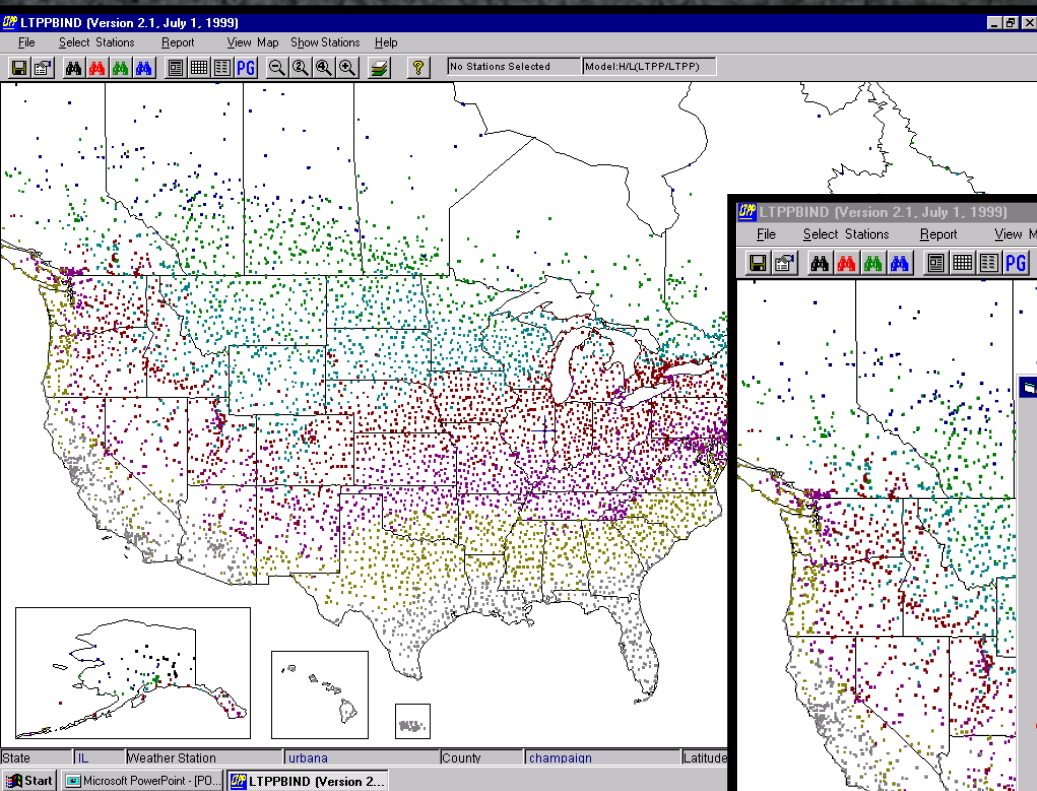 LTPPBIND (Version 2.1, July 1, 1999)
File Select Stations Report View Map Show Stations Help
PG ? No Stations Selected Model:H/L(LTPP/LTPP)
LTPPBIND (Version 2.1, July 1, 1999)
File Select Stations Report View M
PG
State IL Weather Station urbana County champaign Latitude
Start Microsoft PowerPoint - [PO... LTPPBIND (Version 2...